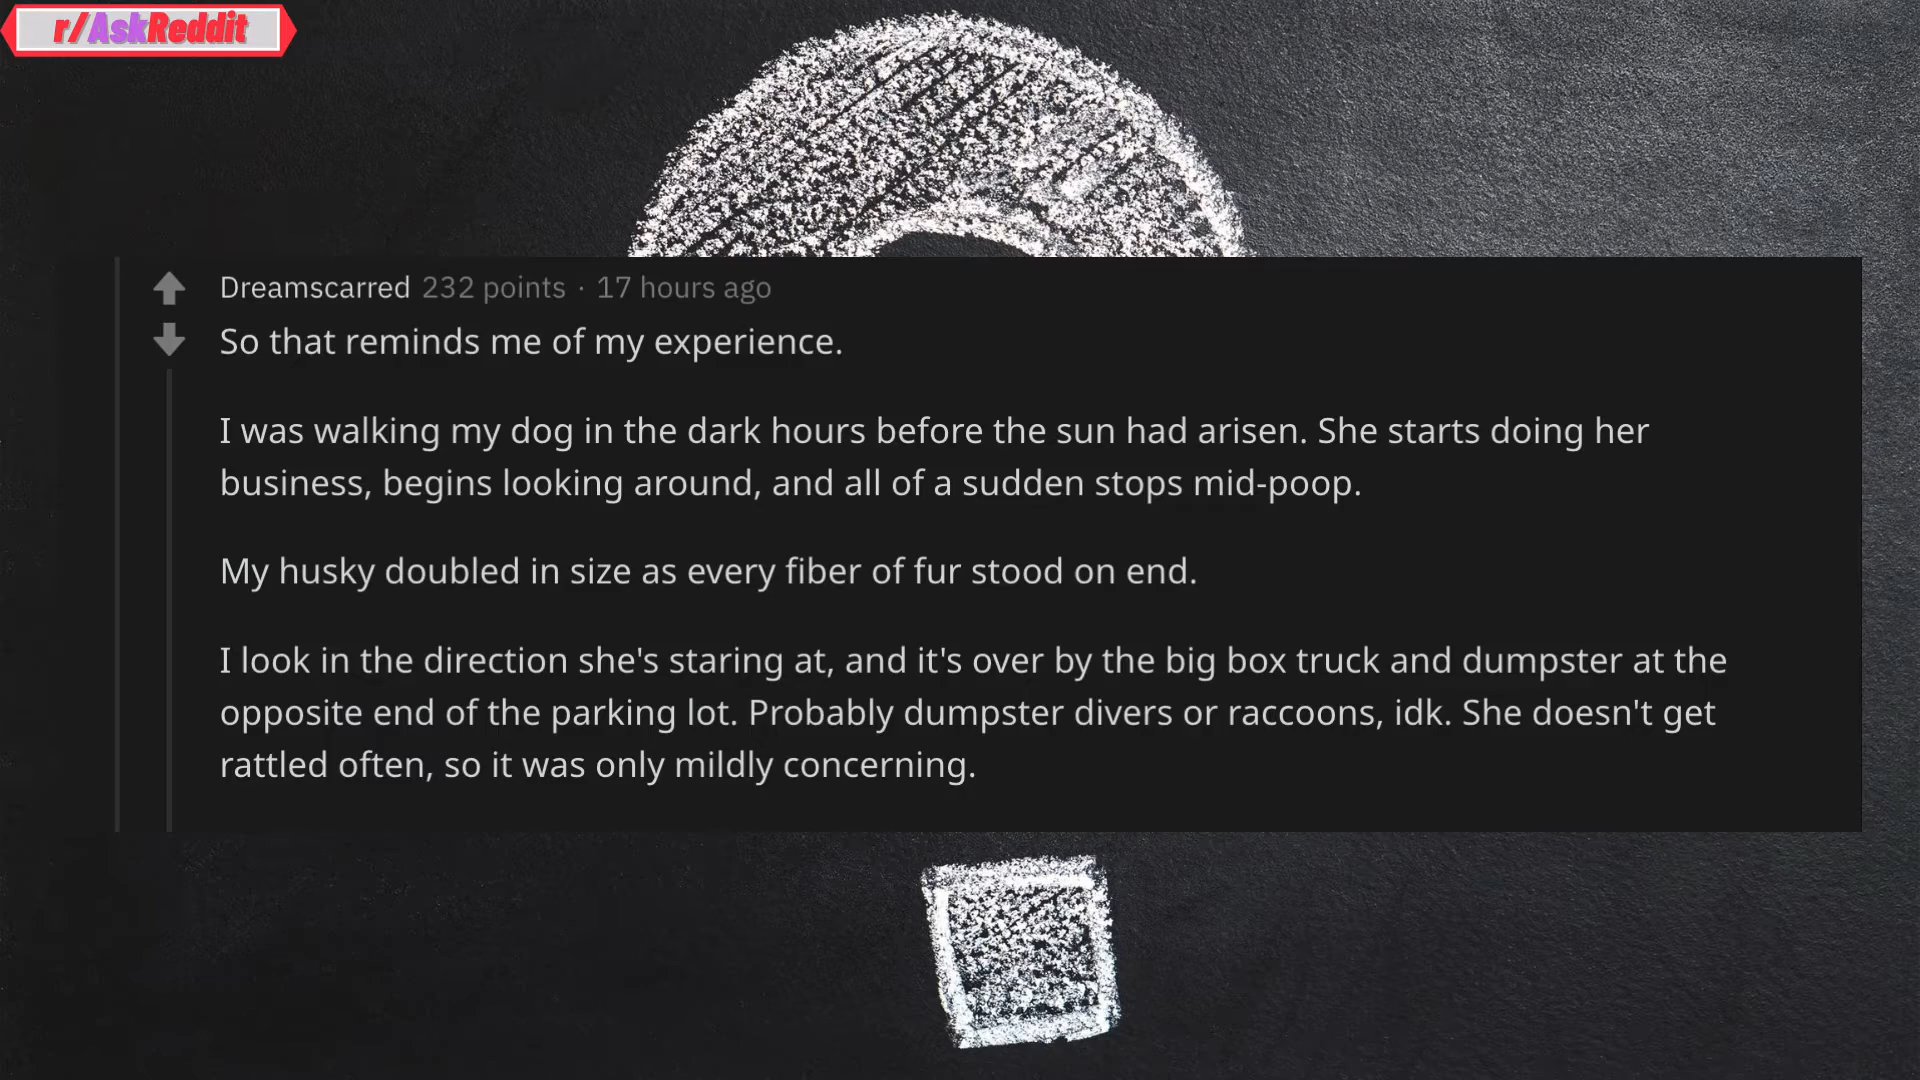 r/AskReddit
Dreamscarred 232 points · 17 hours ago
So that reminds me of my experience.
I was walking my dog in the dark hours before the sun had arisen. She starts doing her
business, begins looking around, and all of a sudden stops mid-poop.
My husky doubled in size as every fiber of fur stood on end.
I look in the direction she's staring at, and it's over by the big box truck and dumpster at the
opposite end of the parking lot. Probably dumpster divers or raccoons, idk. She doesn't get
rattled often, so it was only mildly concerning.